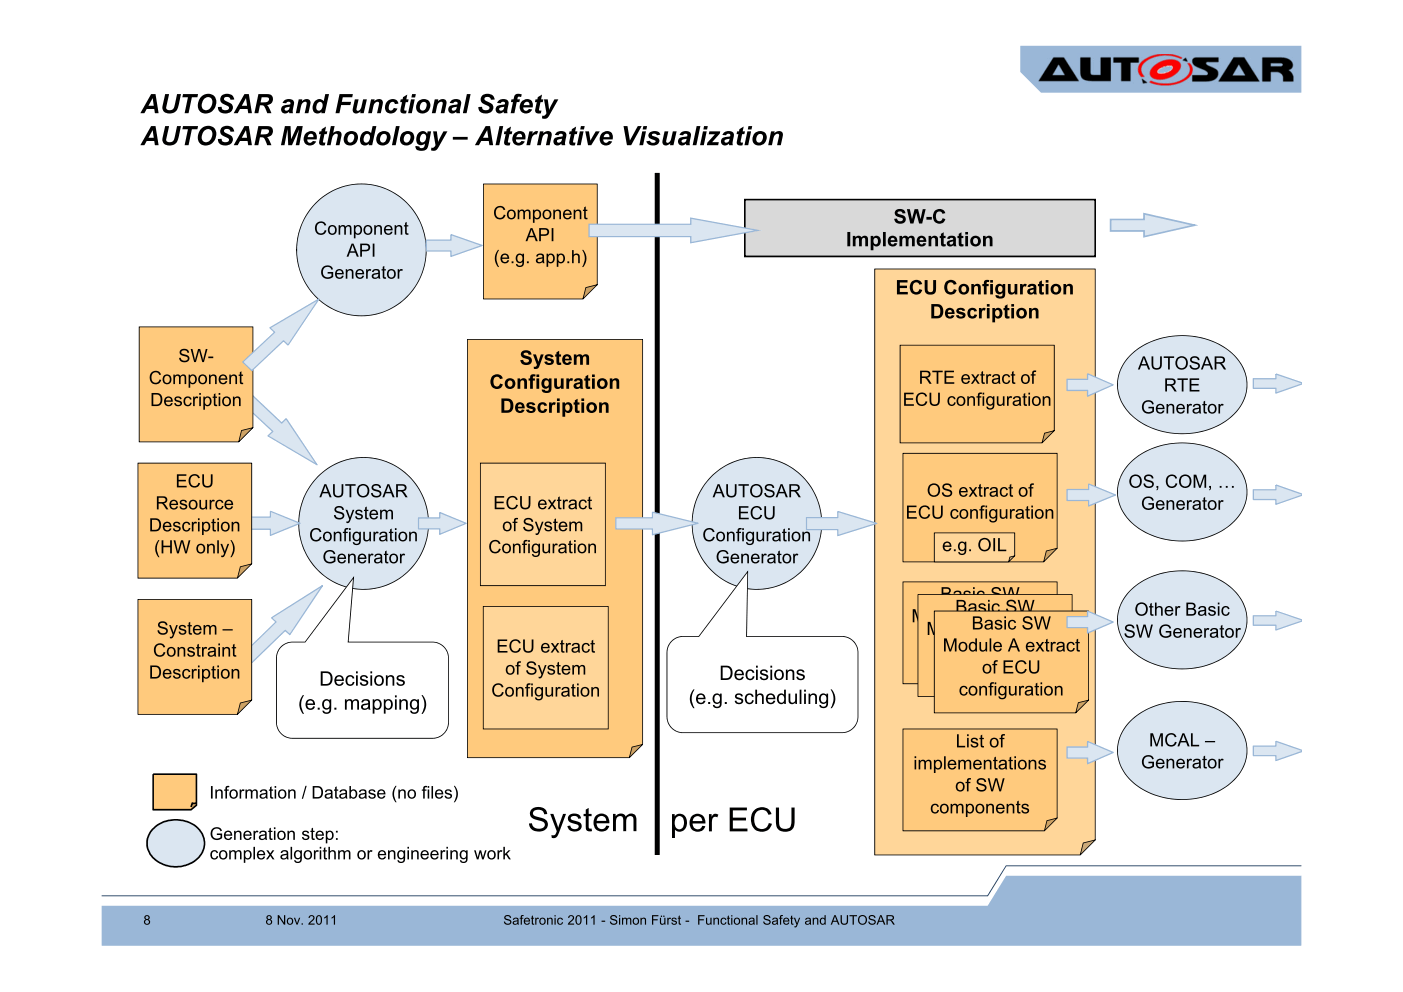 AUTOSAR
AUTOSAR and Functional Safety
AUTOSAR Methodology – Alternative Visualization
Component
API
Generator
Component
API
(e.g. app.h)
SW-C
Implementation
SW-
Component
Description
ECU
Resource
Description
(HW only)
System –
Constraint
Description
AUTOSAR
System
Configuration
Generator
Decisions
(e.g. mapping)
System
Configuration
Description
ECU extract
of System
Configuration
ECU extract
of System
Configuration
AUTOSAR
ECU
Configuration
Generator
Decisions
(e.g. scheduling)
ECU Configuration
Description
RTE extract of
ECU configuration
OS extract of
ECU configuration
e.g. OIL
Basic SW
M
Basic SW
M
Basic SW
Module A extract
of ECU
configuration
List of
implementations
of SW
components
AUTOSAR
RTE
Generator
OS, COM, …
Generator
Other Basic
SW Generator
MCAL –
Generator
Information / Database (no files)
Generation step:
complex algorithm or engineering work
System
per ECU
8
8 Nov. 2011
Safetronic 2011 - Simon Fürst - Functional Safety and AUTOSAR